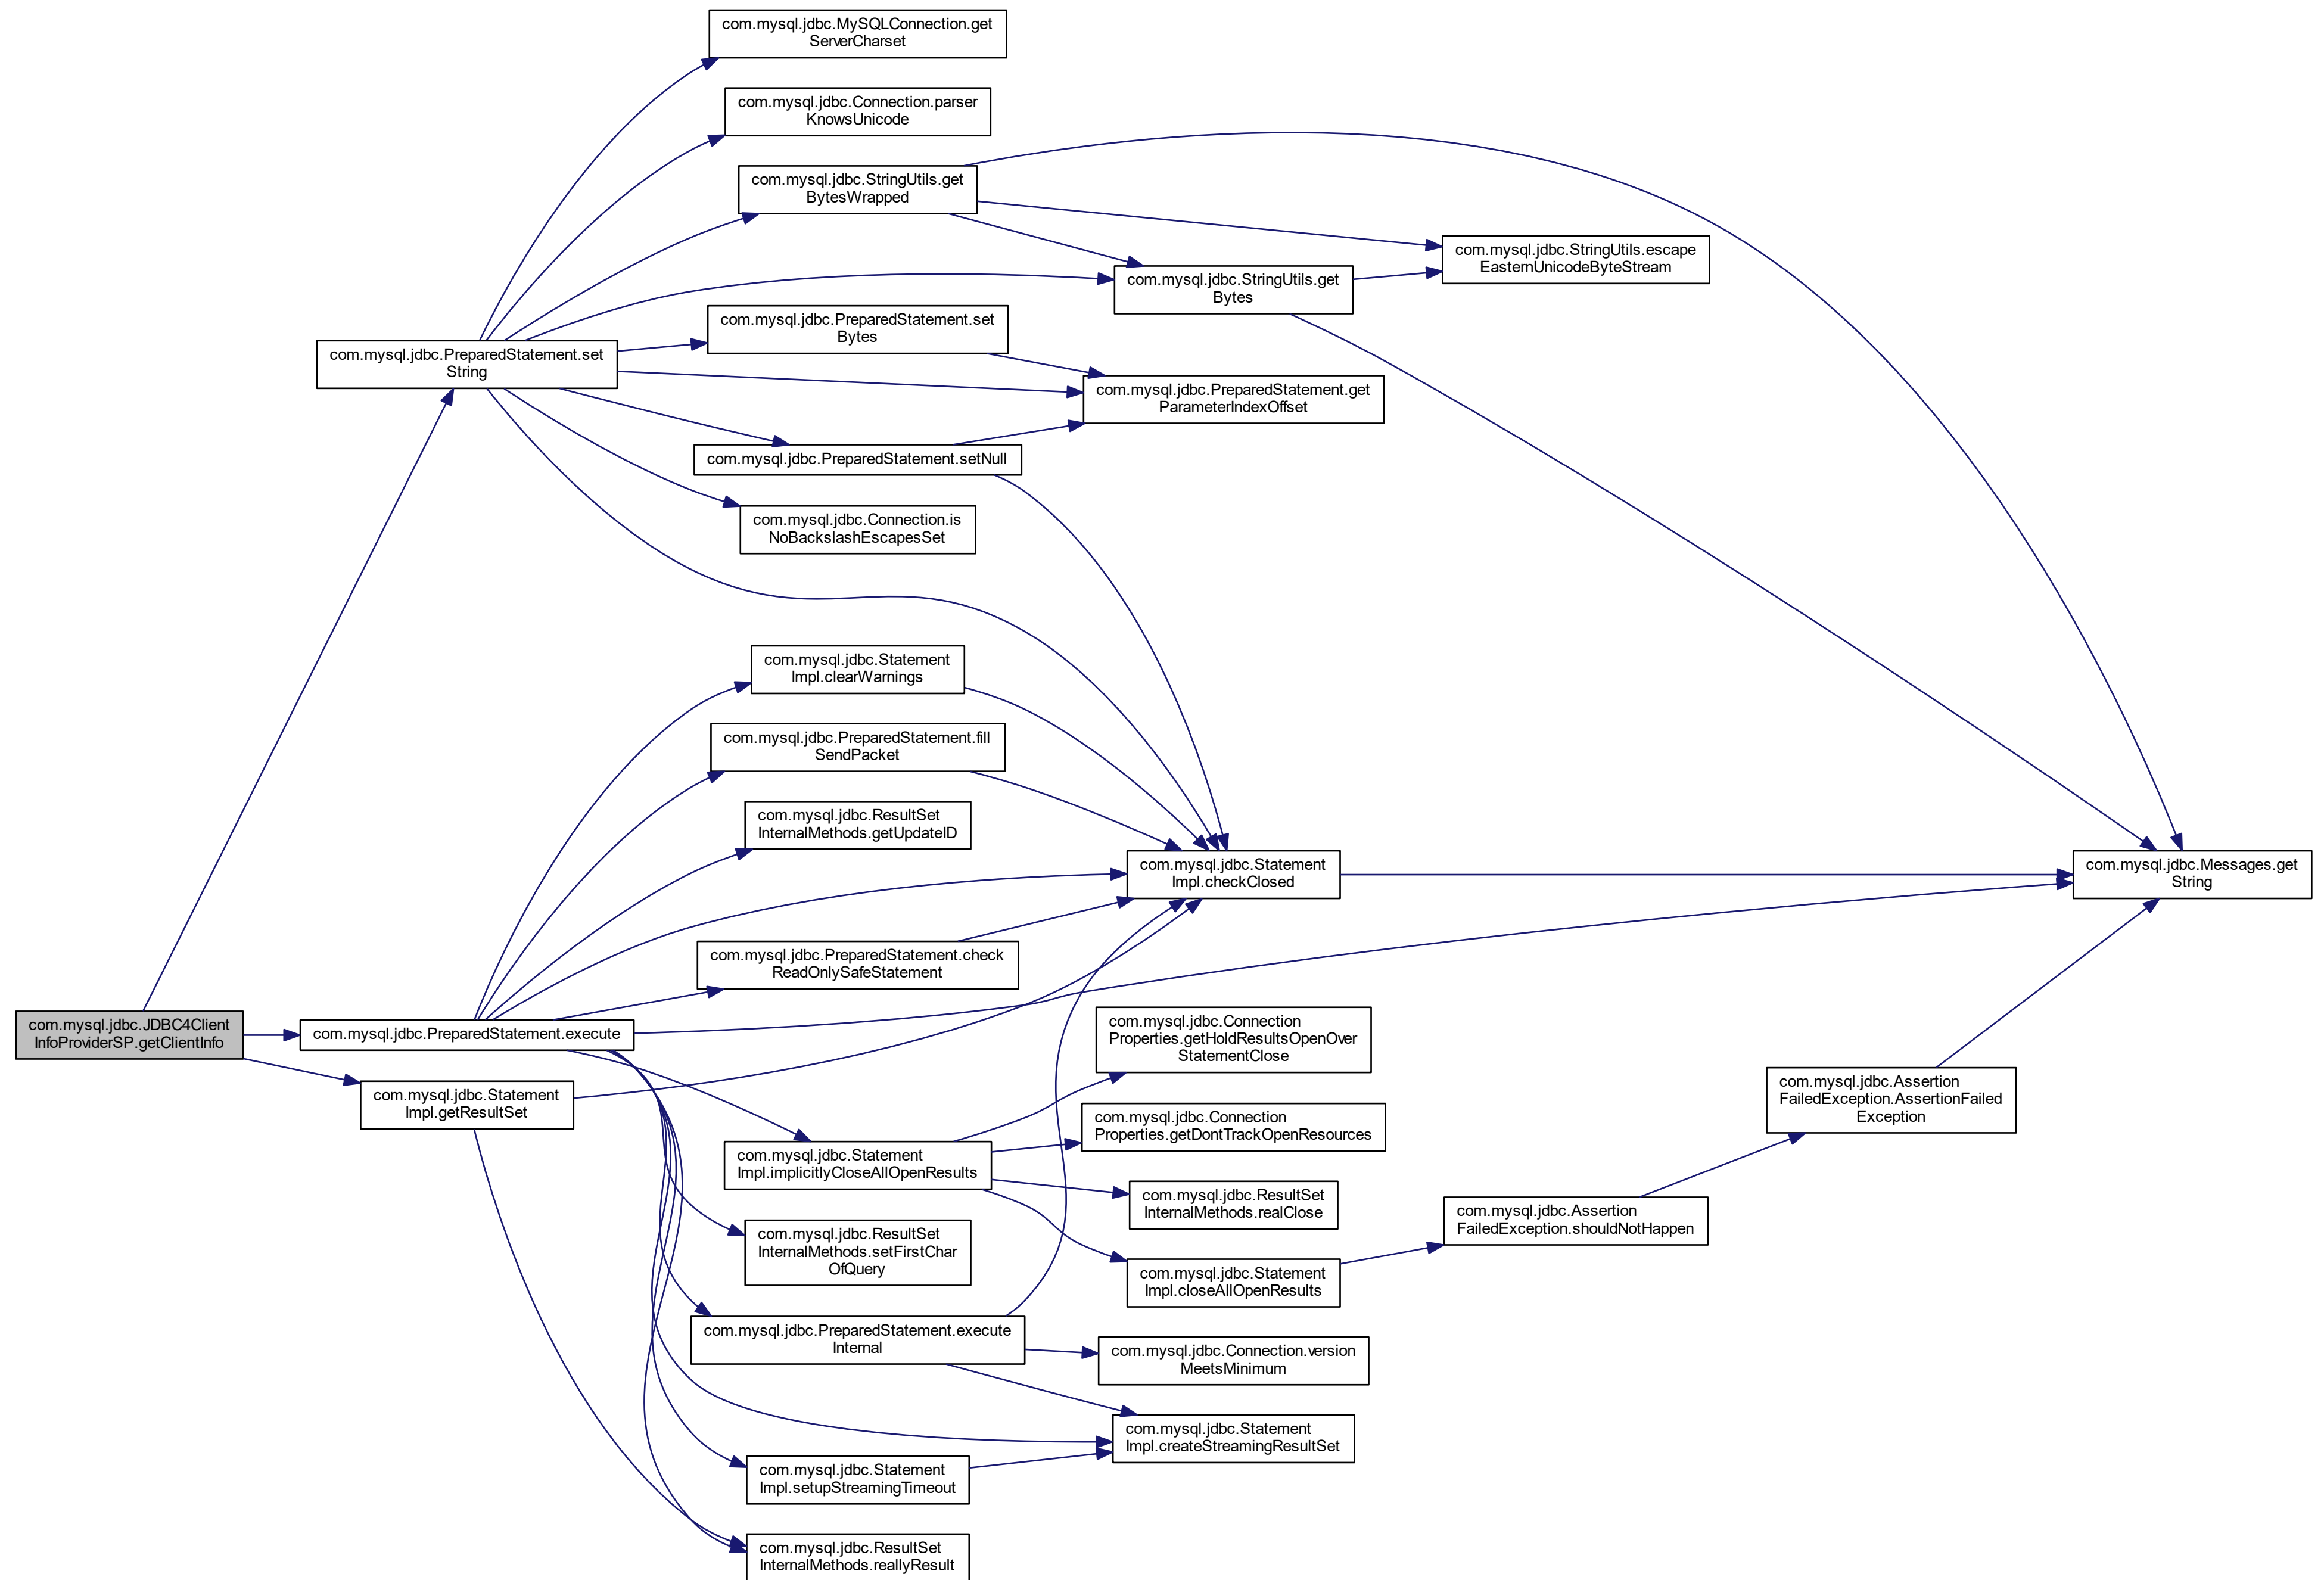 com.mysql.jdbc.MySQLConnection.get
ServerCharset
com.mysql.jdbc.Connection.parser
KnowsUnicode
com.mysql.jdbc.StringUtils.get
BytesWrapped
com.mysql.jdbc.StringUtils.escape
EasternUnicodeByteStream
com.mysql.jdbc.StringUtils.get
Bytes
com.mysql.jdbc.PreparedStatement.set
Bytes
com.mysql.jdbc.PreparedStatement.set
String
com.mysql.jdbc.PreparedStatement.get
ParameterIndexOffset
com.mysql.jdbc.PreparedStatement.setNull
com.mysql.jdbc.Connection.is
NoBackslashEscapesSet
com.mysql.jdbc.Statement
Impl.clearWarnings
com.mysql.jdbc.PreparedStatement.fill
SendPacket
com.mysql.jdbc.ResultSet
InternalMethods.getUpdateID
com.mysql.jdbc.Statement
Impl.checkClosed
com.mysql.jdbc.Messages.get
String
com.mysql.jdbc.PreparedStatement.check
ReadOnlySafeStatement
com.mysql.jdbc.JDBC4Client
InfoProviderSP.getClientInfo
com.mysql.jdbc.PreparedStatement.execute
com.mysql.jdbc.Connection
Properties.getHoldResultsOpenOver
StatementClose
com.mysql.jdbc.Statement
Impl.getResultSet
com.mysql.jdbc.Assertion
FailedException.AssertionFailed
Exception
com.mysql.jdbc.Connection
Properties.getDontTrackOpenResources
com.mysql.jdbc.Statement
Impl.implicitlyCloseAllOpenResults
com.mysql.jdbc.ResultSet
InternalMethods.realClose
com.mysql.jdbc.Assertion
FailedException.shouldNotHappen
com.mysql.jdbc.ResultSet
InternalMethods.setFirstChar
OfQuery
com.mysql.jdbc.Statement
Impl.closeAllOpenResults
com.mysql.jdbc.PreparedStatement.execute
Internal
com.mysql.jdbc.Connection.version
MeetsMinimum
com.mysql.jdbc.Statement
Impl.createStreamingResultSet
com.mysql.jdbc.Statement
Impl.setupStreamingTimeout
com.mysql.jdbc.ResultSet
InternalMethods.reallyResult